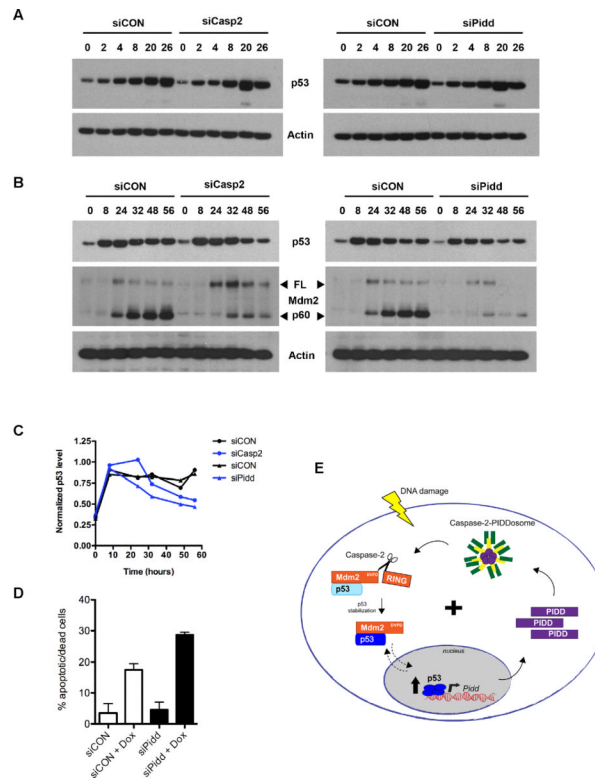 A
siCON siCasp2 siCON siPidd
0 2 4 8 20 26 0 2 4 8 20 26 0 2 4 8 20 26 0 2 4 8 20 26
p53
Actin
B
siCON siCasp2 siCON siPidd
0 8 24 32 48 56 0 8 24 32 48 56 0 8 24 32 48 56 0 8 24 32 48 56
p53
FL
Mdm2
p60
Actin
C
Normalized p53 level
1.25
1.00
0.75
0.50
0.25
0.00
0 10 20 30 40 50 60
Time (hours)
siCON
siCasp2
siCON
siPidd
D
% apoptotic/dead cells
40
30
20
10
0
siCON
siCON + Dox
siPidd
siPidd + Dox
E
DNA damage
Caspase-2-PIDDosome
Caspase-2
Mdm2 DVPD RING
p53
p53
stabilization
Mdm2 DVPD
p53
+
PIDD
PIDD
PIDD
nucleus
p53
Pidd